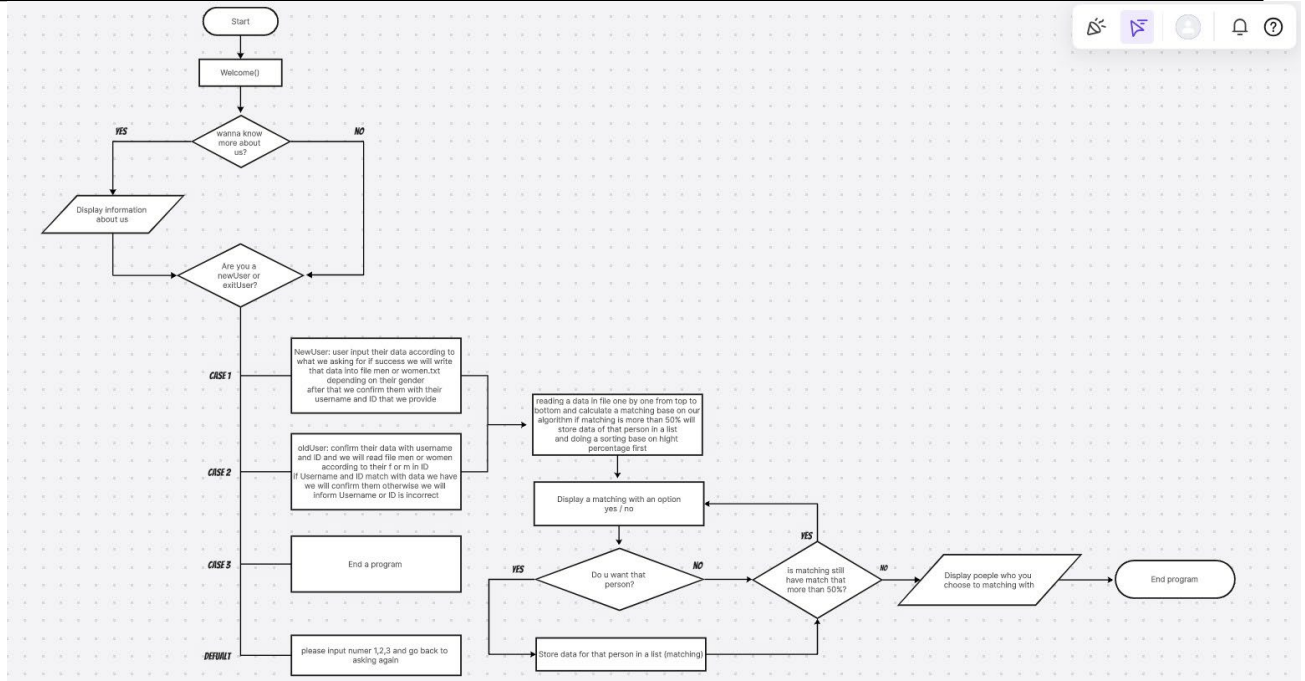 Start
Welcome()
YES
NO
wanna know
more about
us?
Display information
about us
Are you a
newUser or
exitUser?
CASE 1
NewUser: user input their data according to
what we asking for if success we will write
that data into file men or women.txt
depending on their gender
after that we confirm them with their
username and ID that we provide
CASE 2
oldUser: confirm their data with username
and ID and we will read file men or women
according to their f or m in ID
if Username and ID match with data we have
we will confirm them otherwise we will
inform Username or ID is incorrect
CASE 3
End a program
DEFUALT
please input numer 1,2,3 and go back to
asking again
reading a data in file one by one from top to
bottom and calculate a matching base on our
algorithm if matching is more than 50% will
store data of that person in a list
and doing a sorting base on hight
percentage first
Display a matching with an option
yes / no
YES
Do u want that
person?
NO
Store data for that person in a list (matching)
YES
is matching still
have match that
more than 50%?
NO
Display poeple who you
choose to matching with
End program